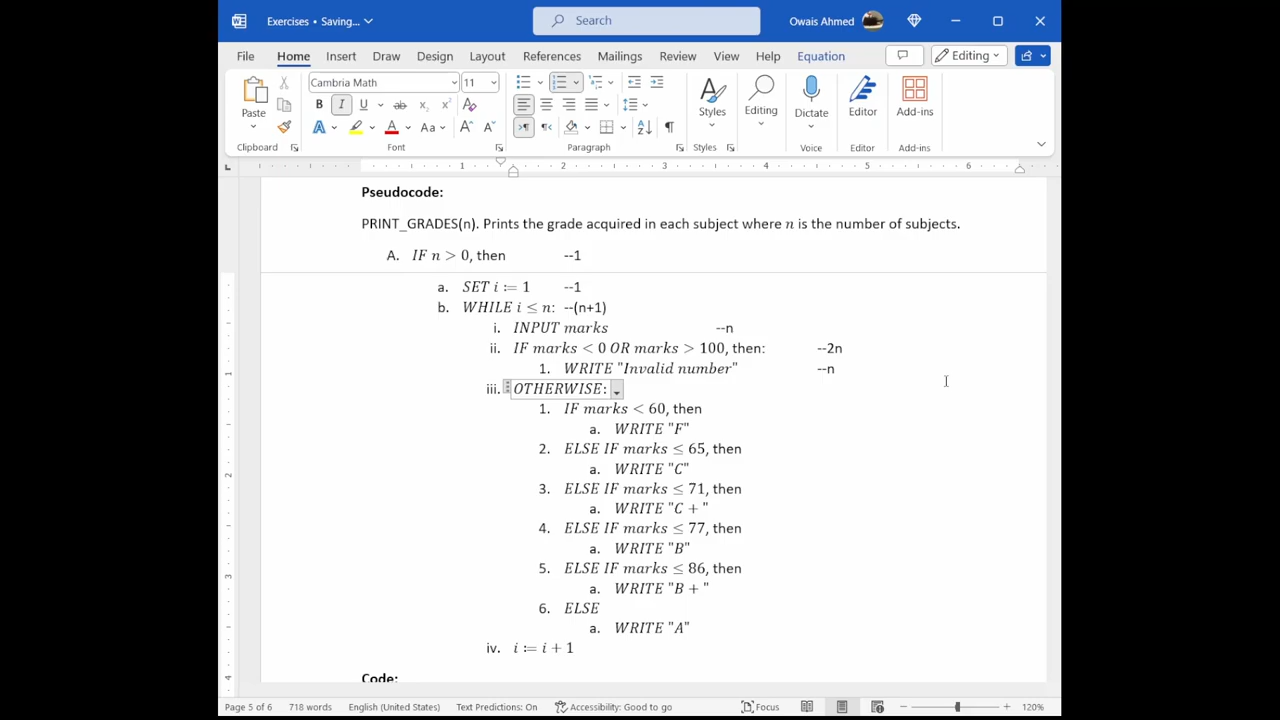 Exercises • Saving...
Search
Owais Ahmed
File Home Insert Draw Design Layout References Mailings Review View Help Equation Editing
Cambria Math 11
Paste Styles Editing Dictate Editor Add-ins
Clipboard Font Paragraph Styles Voice Editor Add-ins
1 2 3 4 5 6
Pseudocode:
PRINT_GRADES(n). Prints the grade acquired in each subject where n is the number of subjects.
A. IF n > 0, then --1
a. SET i := 1 --1
b. WHILE i ≤ n: --(n+1)
i. INPUT marks --n
ii. IF marks < 0 OR marks > 100, then: --2n
1. WRITE "Invalid number" --n
iii. OTHERWISE:
1. IF marks < 60, then
a. WRITE "F"
2. ELSE IF marks ≤ 65, then
a. WRITE "C"
3. ELSE IF marks ≤ 71, then
a. WRITE "C + "
4. ELSE IF marks ≤ 77, then
a. WRITE "B"
5. ELSE IF marks ≤ 86, then
a. WRITE "B + "
6. ELSE
a. WRITE "A"
iv. i := i + 1
Code:
Page 5 of 6 718 words English (United States) Text Predictions: On Accessibility: Good to go Focus 120%